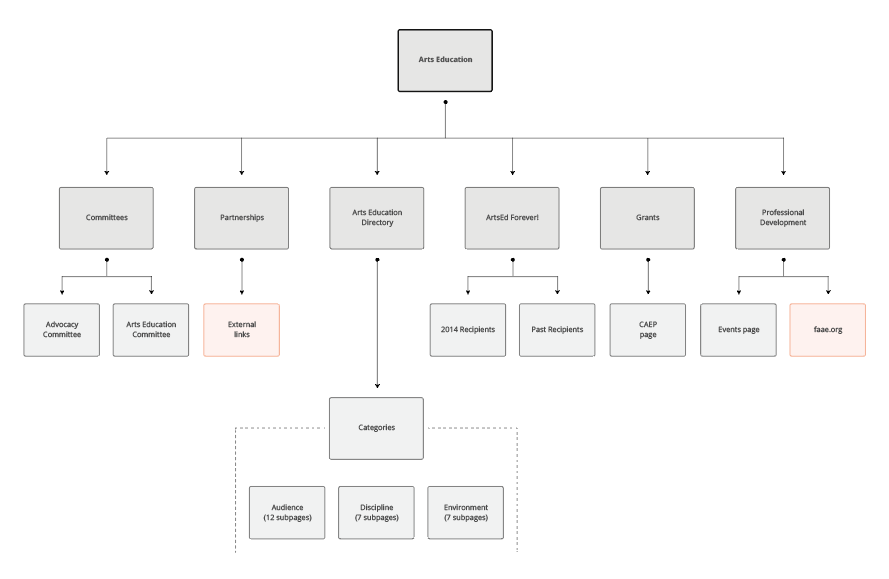 Arts Education
Committees
Partnerships
Arts Education
Directory
ArtsEd Forever!
Grants
Professional
Development
Advocacy
Committee
Arts Education
Committee
External
links
2014 Recipients
Past Recipients
CAEP
page
Events page
faae.org
Categories
Audience
(12 subpages)
Discipline
(7 subpages)
Environment
(7 subpages)